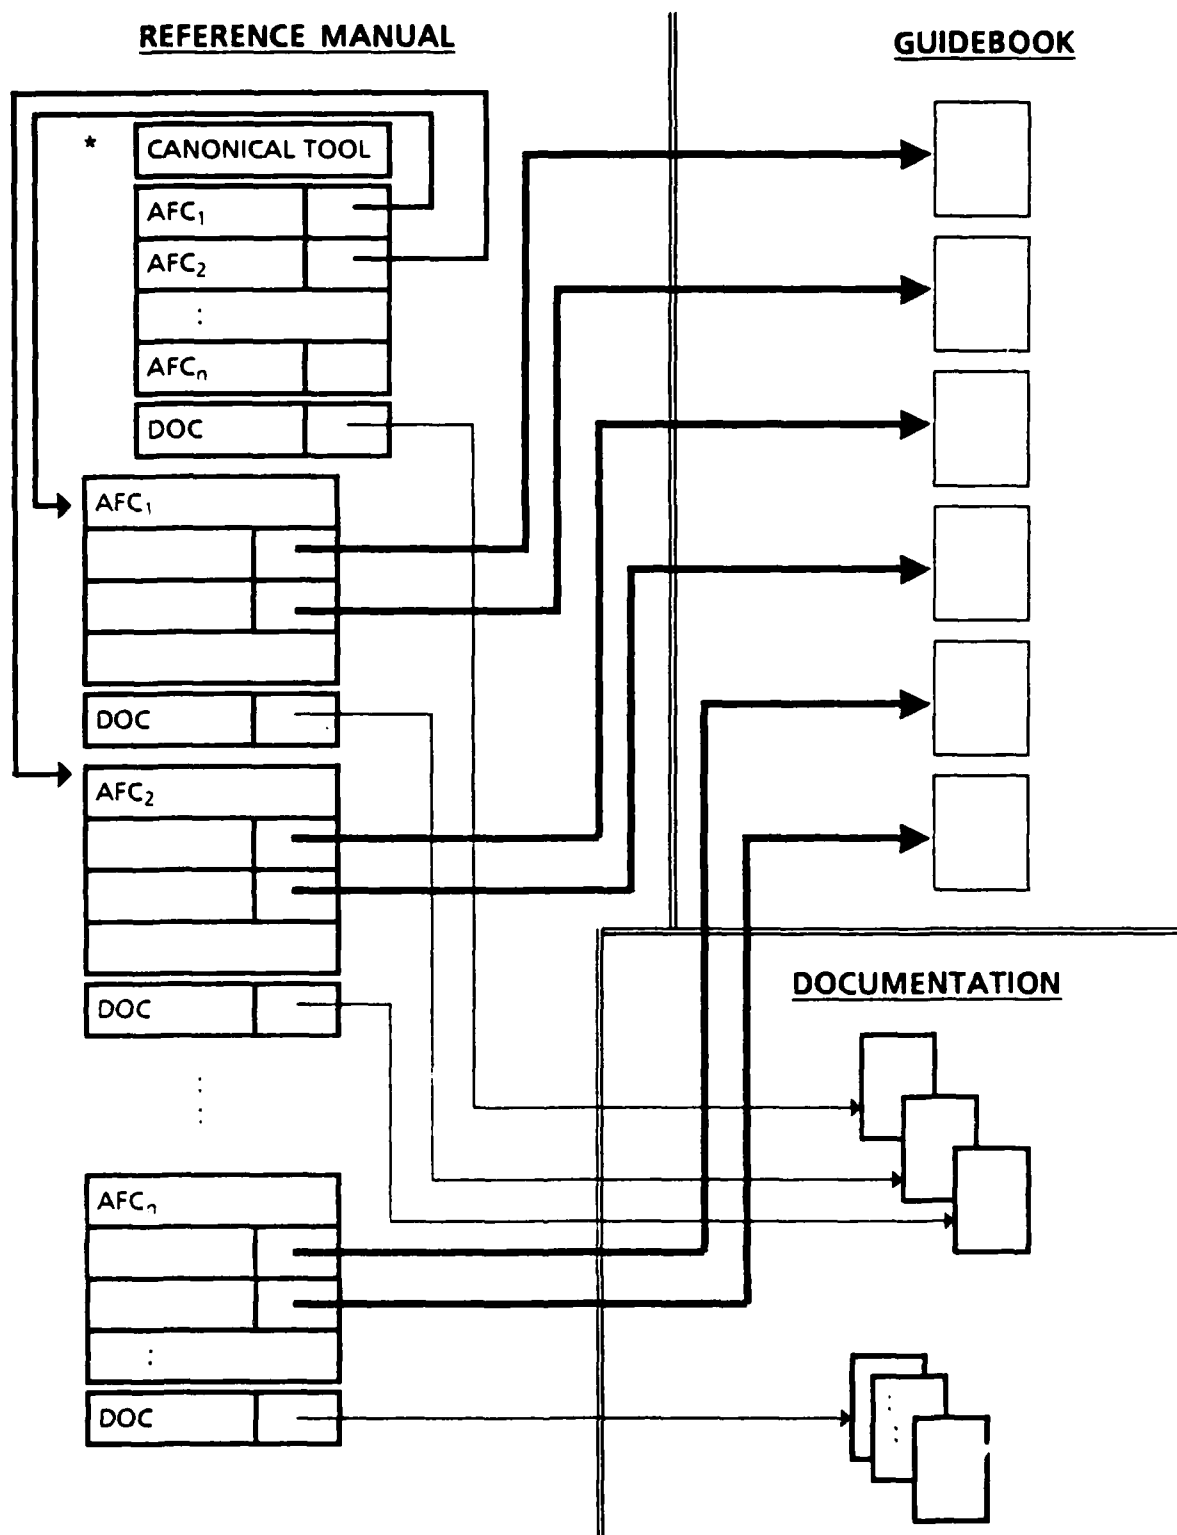 REFERENCE MANUAL
GUIDEBOOK
* CANONICAL TOOL
AFC₁
AFC₂
:
AFCₙ
DOC
AFC₁
DOC
AFC₂
DOC
DOCUMENTATION
AFCₙ
:
DOC